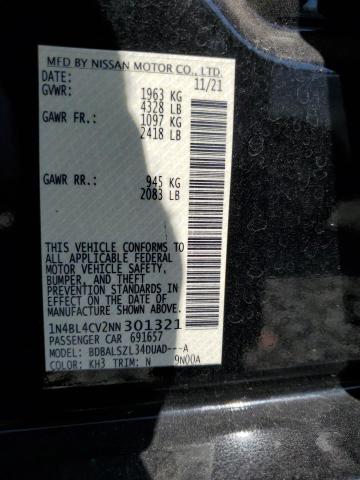 MFD BY NISSAN MOTOR CO., LTD.
DATE: 11/21
GVWR: 1963 KG
4328 LB
GAWR FR.: 1097 KG
2418 LB
GAWR RR.: 945 KG
2083 LB
THIS VEHICLE CONFORMS TO
ALL APPLICABLE FEDERAL
MOTOR VEHICLE SAFETY,
BUMPER, AND THEFT
PREVENTION STANDARDS
IN EFFECT ON THE DATE OF
MANUFACTURE SHOWN ABOVE.
1N4BL4CV2NN301321
PASSENGER CAR 691657
MODEL: BDBALSZL34DUAD---A
COLOR: KH3 TRIM: N 9N00A